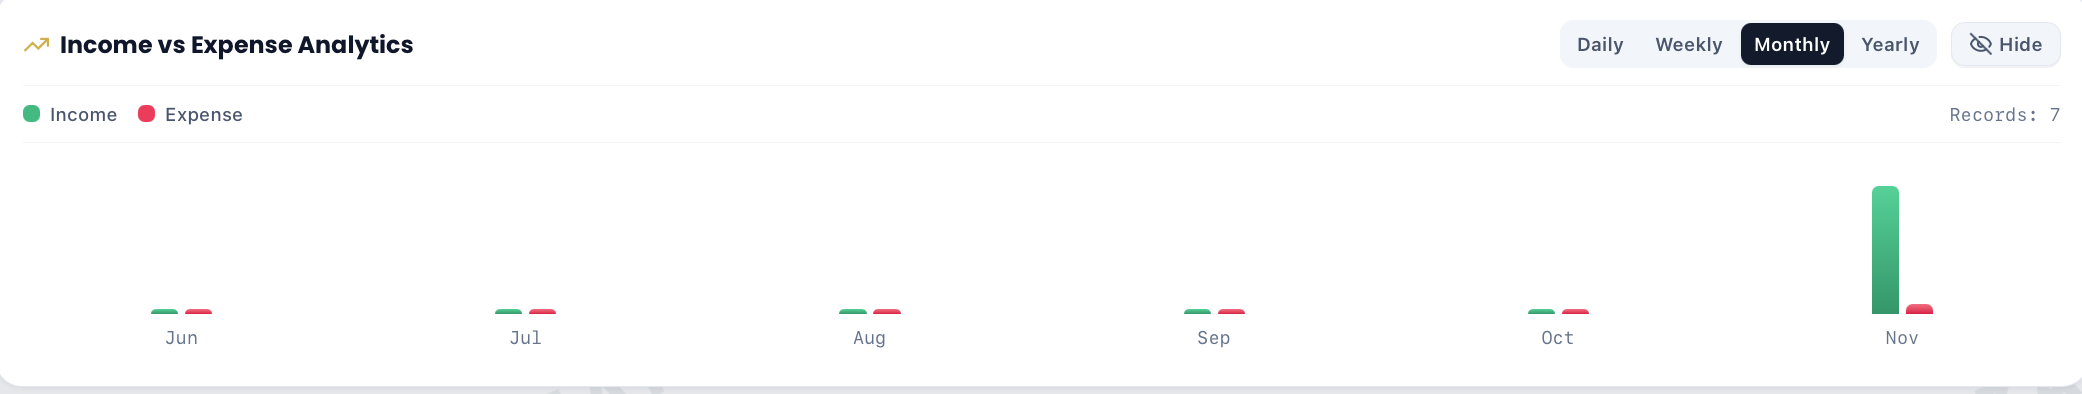 Income vs Expense Analytics
Daily Weekly Monthly Yearly Hide
Income Expense Records: 7
Jun Jul Aug Sep Oct Nov